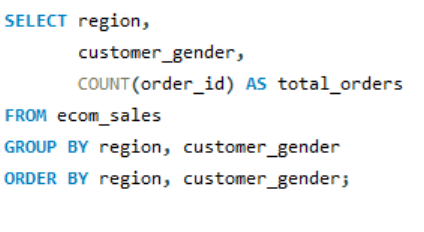 SELECT region,
customer_gender,
COUNT(order_id) AS total_orders
FROM ecom_sales
GROUP BY region, customer_gender
ORDER BY region, customer_gender;